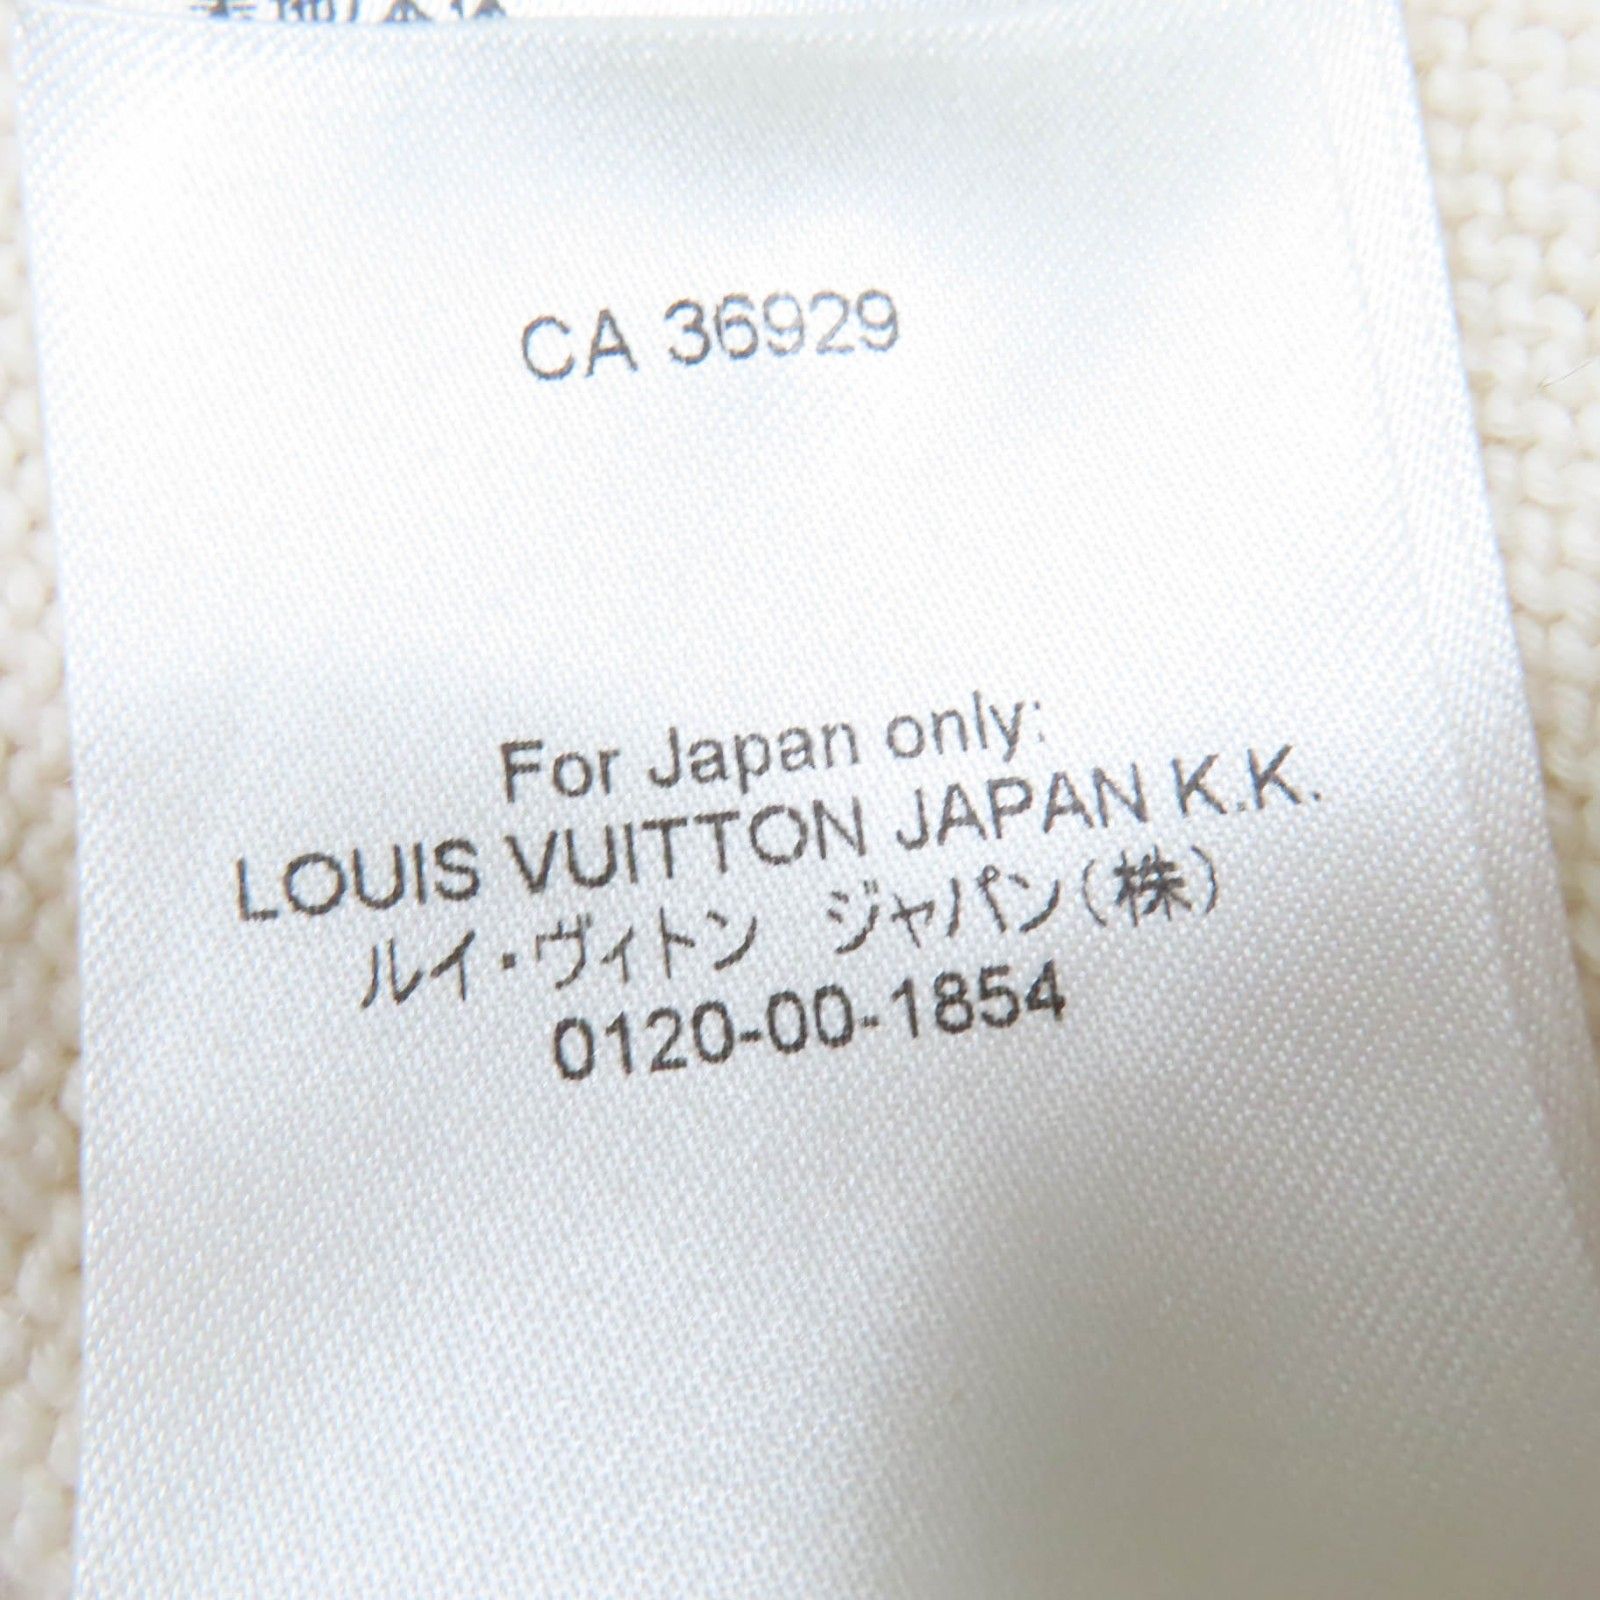 CA 36929
For Japan only:
LOUIS VUITTON JAPAN K.K.
ルイ・ヴィトン ジャパン(株)
0120-00-1854